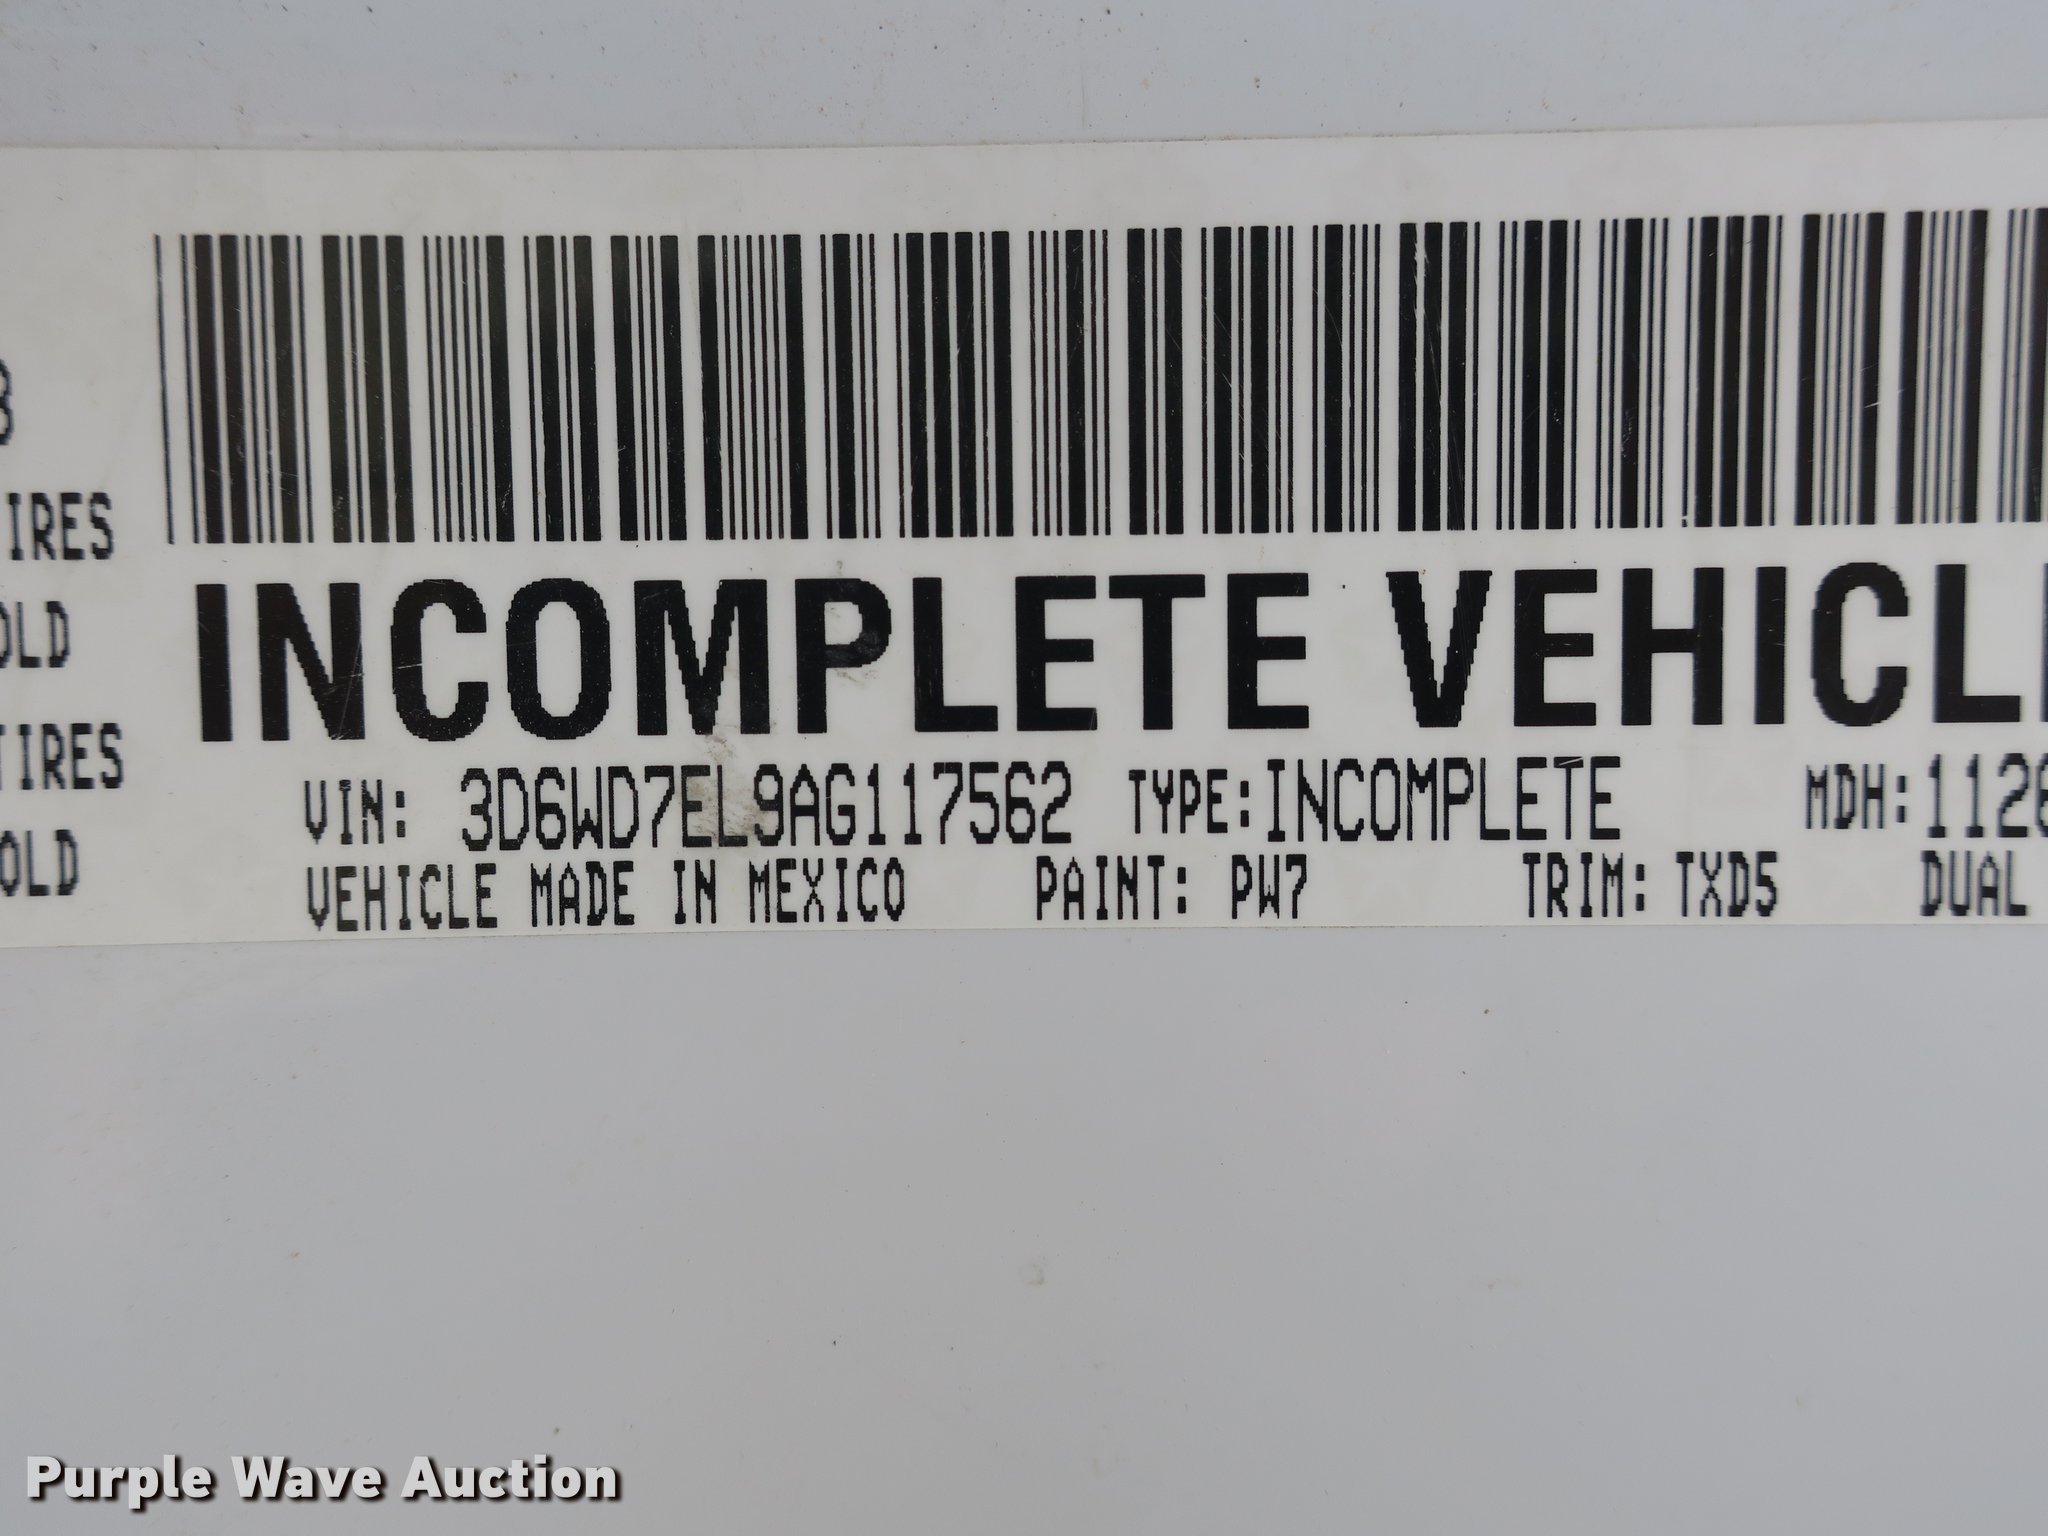 IRES
OLD
TIRES
OLD
INCOMPLETE VEHICL
VIN: 3D6WD7EL9AG117562 TYPE:INCOMPLETE MDH:112
VEHICLE MADE IN MEXICO PAINT: PW7 TRIM: TXD5 DUAL
Purple Wave Auction